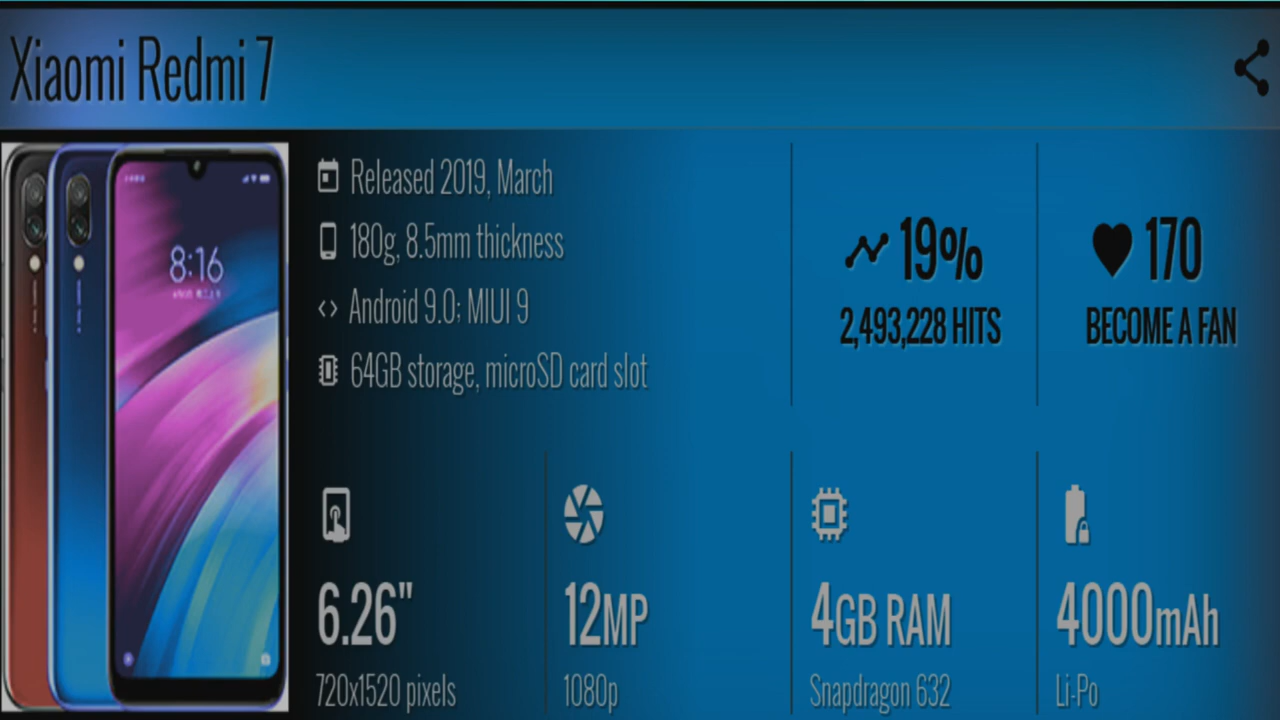 Xiaomi Redmi 7
Released 2019, March
180g, 8.5mm thickness
Android 9.0; MIUI 9
64GB storage, microSD card slot
19%
2,493,228 HITS
170
BECOME A FAN
8:16
6.26"
720x1520 pixels
12MP
1080p
4GB RAM
Snapdragon 632
4000mAh
Li-Po